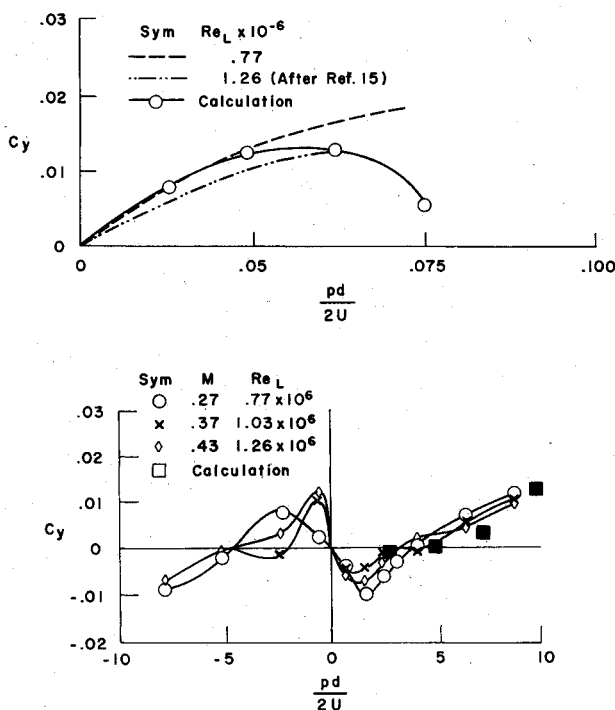 Sym Re_L x10^-6
.77
1.26 (After Ref. 15)
Calculation
.03
.02
.01
0
Cy
0 .05 .075 .100
pd
2U
Sym M Re_L
.27 .77 x 10^6
.37 1.03 x 10^6
.43 1.26 x 10^6
Calculation
.03
.02
.01
0
-.01
-.02
Cy
-10 -5 0 5 10
pd
2U